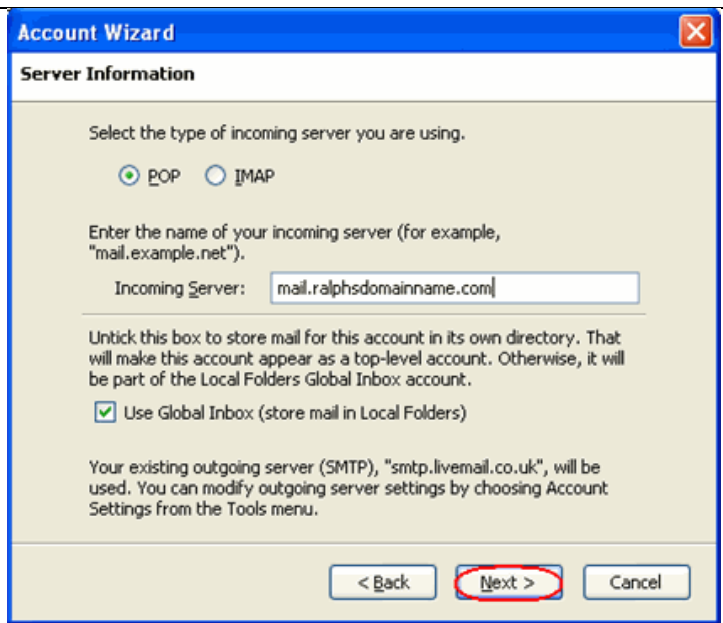 Account Wizard
Server Information
Select the type of incoming server you are using.
POP IMAP
Enter the name of your incoming server (for example,
"mail.example.net").
Incoming Server: mail.ralphsdomainname.com
Untick this box to store mail for this account in its own directory. That
will make this account appear as a top-level account. Otherwise, it will
be part of the Local Folders Global Inbox account.
Use Global Inbox (store mail in Local Folders)
Your existing outgoing server (SMTP), "smtp.livemail.co.uk", will be
used. You can modify outgoing server settings by choosing Account
Settings from the Tools menu.
< Back Next > Cancel